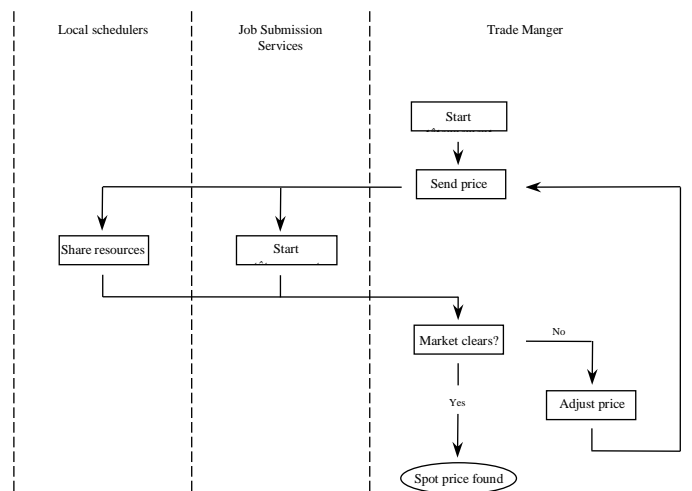 Local schedulers
Job Submission
Services
Trade Manger
Start
Send price
Share resources
Start
Market clears?
No
Yes
Adjust price
Spot price found